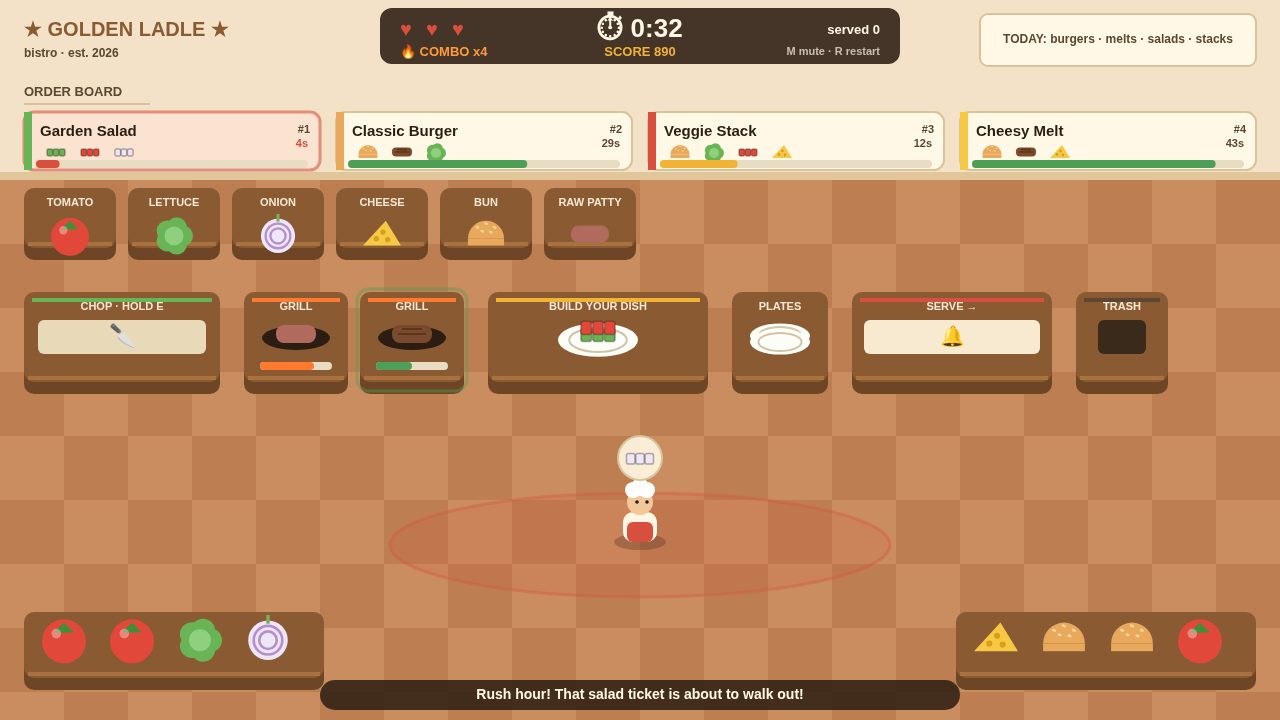 ★ GOLDEN LADLE ★
bistro · est. 2026
0:32
served 0
🔥 COMBO x4
SCORE 890
M mute · R restart
TODAY: burgers · melts · salads · stacks
ORDER BOARD
Garden Salad
#1
4s
Classic Burger
#2
29s
Veggie Stack
#3
12s
Cheesy Melt
#4
43s
TOMATO
LETTUCE
ONION
CHEESE
BUN
RAW PATTY
CHOP · HOLD E
GRILL
GRILL
BUILD YOUR DISH
PLATES
SERVE →
TRASH
Rush hour! That salad ticket is about to walk out!